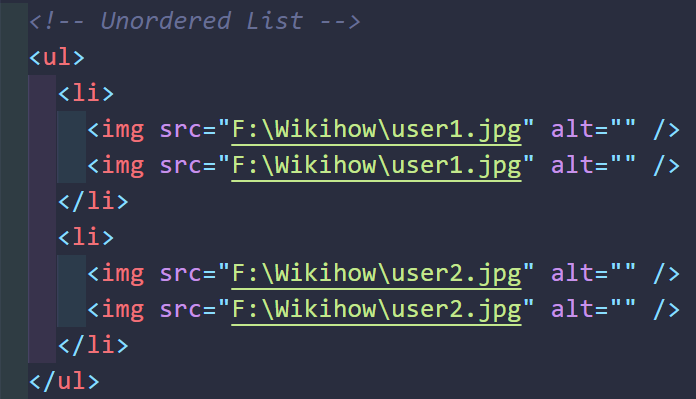 <!-- Unordered List -->
<ul>
<li>
<img src="F:\Wikihow\user1.jpg" alt="" />
<img src="F:\Wikihow\user1.jpg" alt="" />
</li>
<li>
<img src="F:\Wikihow\user2.jpg" alt="" />
<img src="F:\Wikihow\user2.jpg" alt="" />
</li>
</ul>